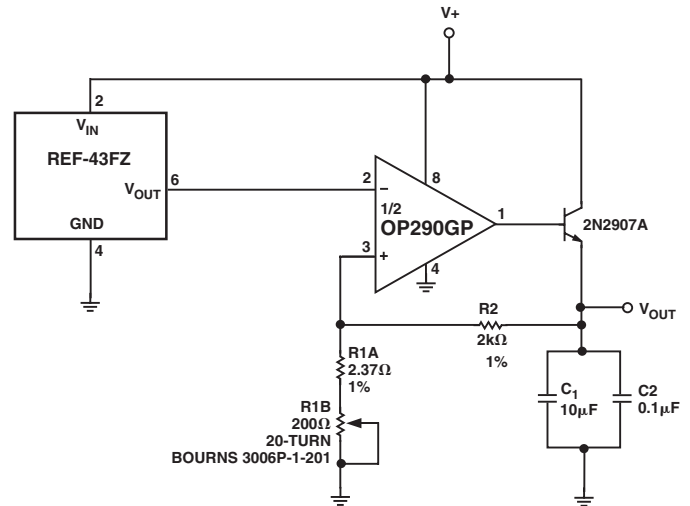 V+
2
VIN
REF-43FZ
VOUT
6
GND
4
2
−
8
1/2
OP290GP
1
3
+
4
2N2907A
VOUT
R2
2kΩ
1%
R1A
2.37Ω
1%
R1B
200Ω
20-TURN
BOURNS 3006P-1-201
C1
10μF
C2
0.1μF